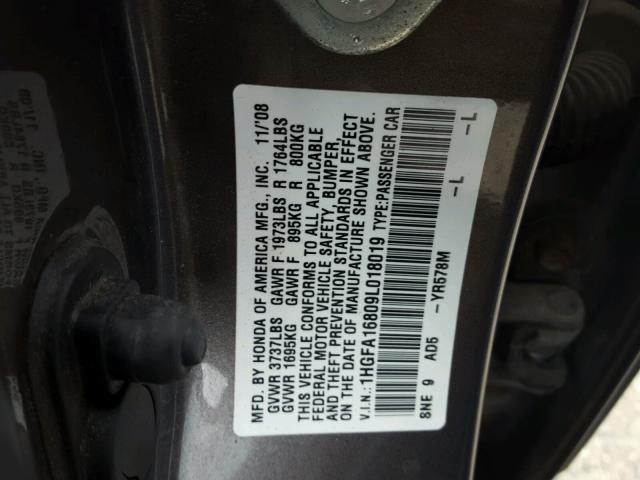 MFD. BY HONDA OF AMERICA MFG., INC. 11/'08
GVWR 3737LBS GAWR F 1973LBS R 1764LBS
GVWR 1695KG GAWR F 895KG R 800KG
THIS VEHICLE CONFORMS TO ALL APPLICABLE
FEDERAL MOTOR VEHICLE SAFETY, BUMPER,
AND THEFT PREVENTION STANDARDS IN EFFECT
ON THE DATE OF MANUFACTURE SHOWN ABOVE.
V.I.N.: 1HGFA16809L018019 TYPE:PASSENGER CAR
8NE 9 AD5 -YR578M -L -L